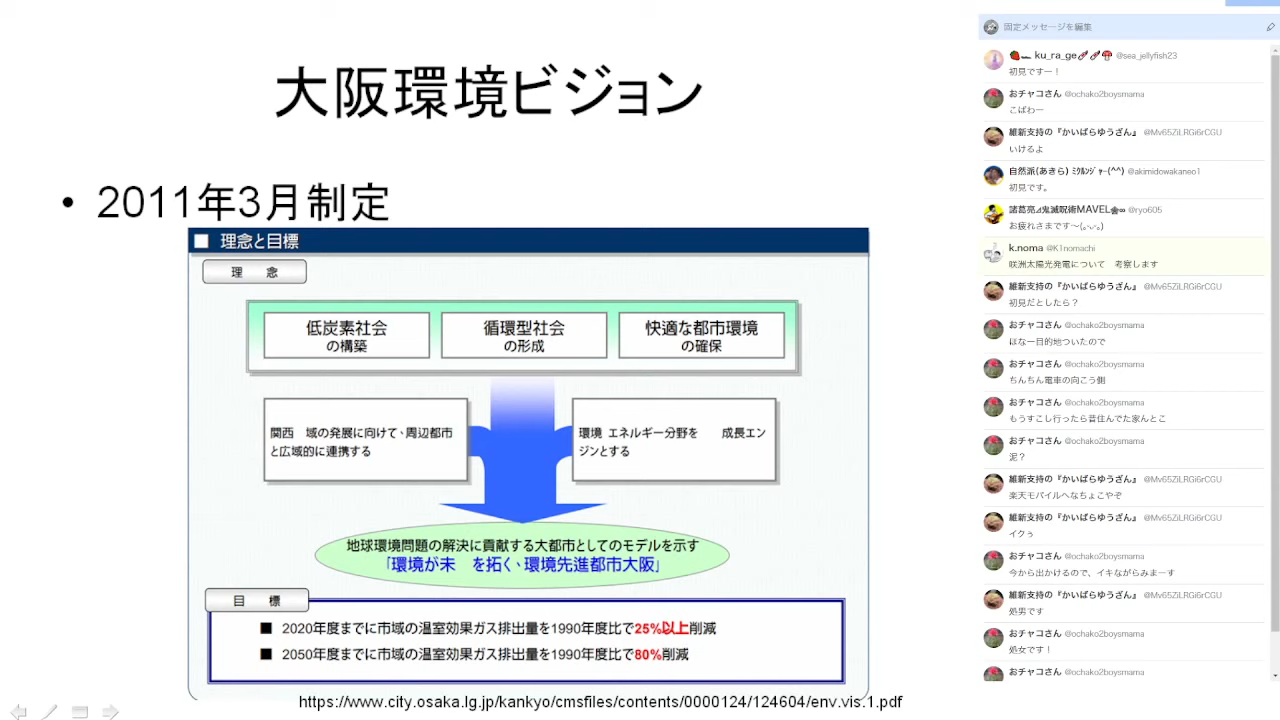 大阪環境ビジョン
• 2011年3月制定
理念と目標
理　念
低炭素社会
の構築
循環型社会
の形成
快適な都市環境
の確保
関西　域の発展に向けて、周辺都市
と広域的に連携する
環境 エネルギー分野を　　成長エン
ジンとする
地球環境問題の解決に貢献する大都市としてのモデルを示す
「環境が未　を拓く、環境先進都市大阪」
目　標
■ 2020年度までに市域の温室効果ガス排出量を1990年度比で25%以上削減
■ 2050年度までに市域の温室効果ガス排出量を1990年度比で80%削減
https://www.city.osaka.lg.jp/kankyo/cmsfiles/contents/0000124/124604/env.vis.1.pdf
固定メッセージを編集
ku_ra_ge @sea_jellyfish23
初見ですー！
おチャコさん @ochako2boysmama
こばわー
維新支持の『かいばらゆうざん』 @Mv65ZiLRGi6rCGU
いけるよ
自然派(あきら) ﾐｸﾙﾝｼﾞｬｰ(^^) @akimidowakaneo1
初見です。
諸葛亮⊿鬼滅呪術MAVEL❀∞ @ryo605
お疲れさまです〜(｡ᵕᴗᵕ｡)
k.noma @K1nomachi
咲洲太陽光発電について　考察します
維新支持の『かいばらゆうざん』 @Mv65ZiLRGi6rCGU
初見だとしたら？
おチャコさん @ochako2boysmama
ほな一目的地ついたので
おチャコさん @ochako2boysmama
ちんちん電車の向こう側
おチャコさん @ochako2boysmama
もうすこし行ったら昔住んでた家んとこ
おチャコさん @ochako2boysmama
泥？
維新支持の『かいばらゆうざん』 @Mv65ZiLRGi6rCGU
楽天モバイルへなちょこやぞ
維新支持の『かいばらゆうざん』 @Mv65ZiLRGi6rCGU
イクぅ
おチャコさん @ochako2boysmama
今から出かけるので、イキながらみまーす
維新支持の『かいばらゆうざん』 @Mv65ZiLRGi6rCGU
処男です
おチャコさん @ochako2boysmama
処女です！
おチャコさん @ochako2boysmama